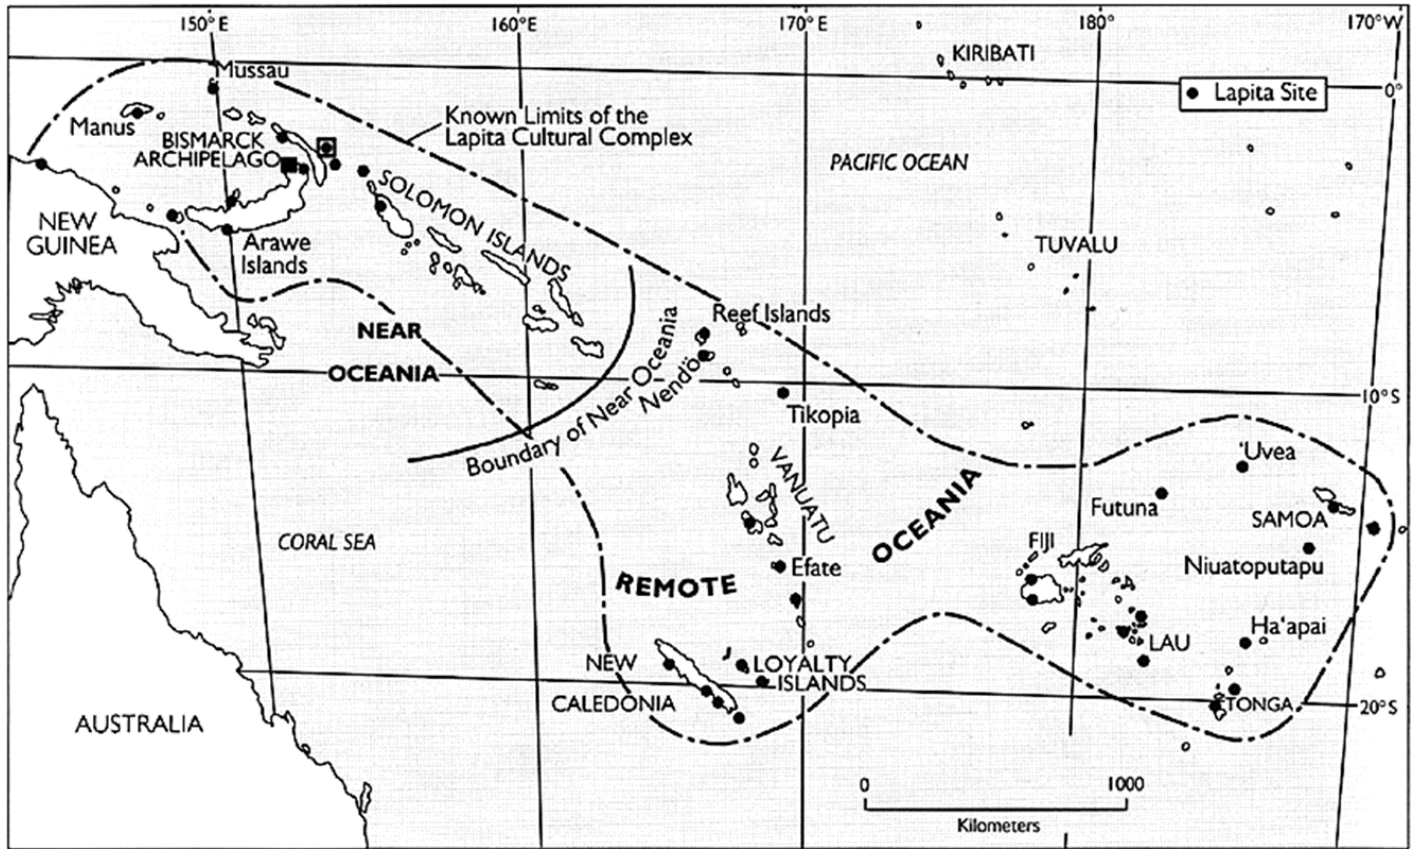 150°E
160°E
170°E
180°
170°W
KIRIBATI
Mussau
0°
Lapita Site
Manus
Known Limits of the
Lapita Cultural Complex
BISMARCK
ARCHIPELAGO
PACIFIC OCEAN
SOLOMON ISLANDS
NEW
GUINEA
Arawe
Islands
TUVALU
NEAR
OCEANIA
Reef Islands
Nendö
Boundary of Near Oceania
10°S
Tikopia
VANUATU
'Uvea
Futuna
SAMOA
CORAL SEA
REMOTE
OCEANIA
Efate
FIJI
Niuatoputapu
Ha'apai
LAU
NEW
CALEDONIA
LOYALTY
ISLANDS
TONGA
20°S
AUSTRALIA
0
1000
Kilometers